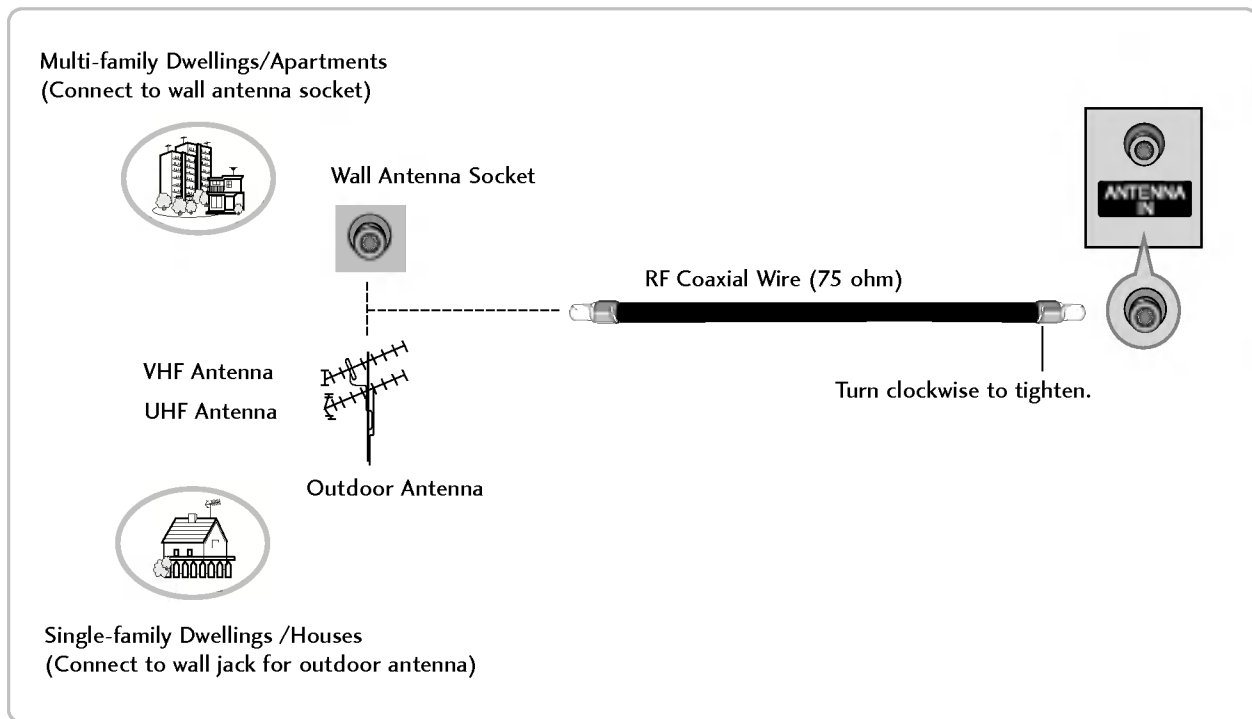 Multi-family Dwellings/Apartments
(Connect to wall antenna socket)
Wall Antenna Socket
ANTENNA
IN
RF Coaxial Wire (75 ohm)
VHF Antenna
UHF Antenna
Turn clockwise to tighten.
Outdoor Antenna
Single-family Dwellings /Houses
(Connect to wall jack for outdoor antenna)